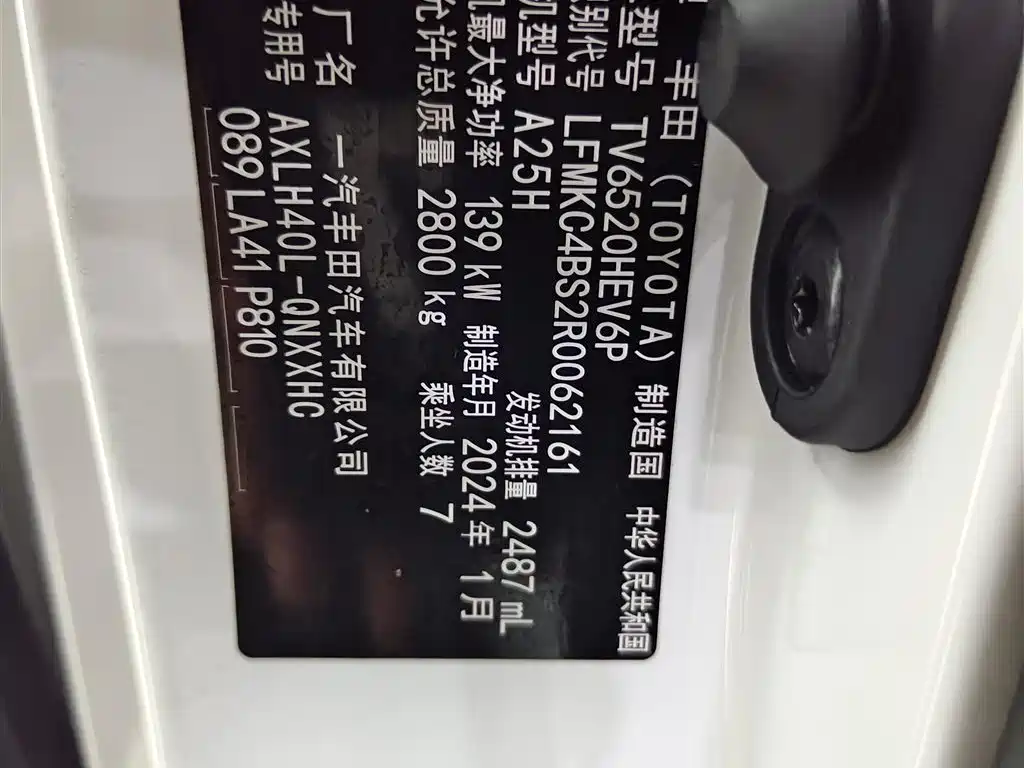 丰田 (TOYOTA) 制造国 中华人民共和国
型号 TV6520HEV6P
别代号 LFMKC4BS2R0062161
机型号 A25H 发动机排量 2487 mL
最大净功率 139 kW 制造年月 2024 年 1 月
允许总质量 2800 kg 乘坐人数 7
厂名 一汽丰田汽车有限公司
专用号 AXLH40L-QNXXHC
089 LA41 P810